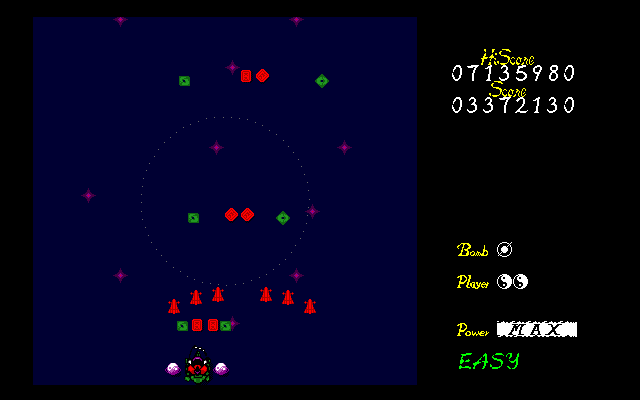 HiScore
07135980
Score
03372130
Bomb
Player
Power MAX
EASY